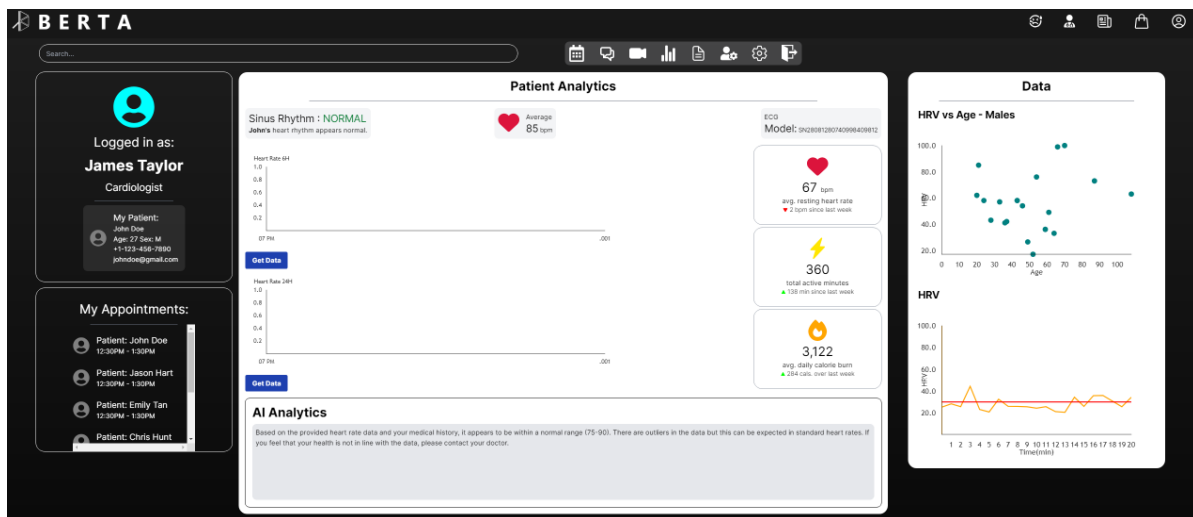 BERTA
Search...
Logged in as:
James Taylor
Cardiologist
My Patient:
John Doe
Age: 27 Sex: M
+1-123-456-7890
johndoe@gmail.com
My Appointments:
Patient: John Doe
12:30PM - 1:30PM
Patient: Jason Hart
12:30PM - 1:30PM
Patient: Emily Tan
12:30PM - 1:30PM
Patient: Chris Hunt
Patient Analytics
Sinus Rhythm : NORMAL
John's heart rhythm appears normal.
Average
85 bpm
ECG
Model: SN28081280740998409812
Heart Rate 6H
1.0
0.8
0.6
0.4
0.2
07 PM .001
Get Data
Heart Rate 24H
1.0
0.8
0.6
0.4
0.2
07 PM .001
Get Data
67 bpm
avg. resting heart rate
2 bpm since last week
360
total active minutes
138 min since last week
3,122
avg. daily calorie burn
264 cals. over last week
AI Analytics
Based on the provided heart rate data and your medical history, it appears to be within a normal range (75-90). There are outliers in the data but this can be expected in standard heart rates. If
you feel that your health is not in line with the data, please contact your doctor.
Data
HRV vs Age - Males
100.0
80.0
60.0
40.0
20.0
HRV
0 10 20 30 40 50 60 70 80 90 100
Age
HRV
100.0
80.0
60.0
40.0
20.0
HRV
1 2 3 4 5 6 7 8 9 10 11 12 13 14 15 16 17 18 19 20
Time(min)